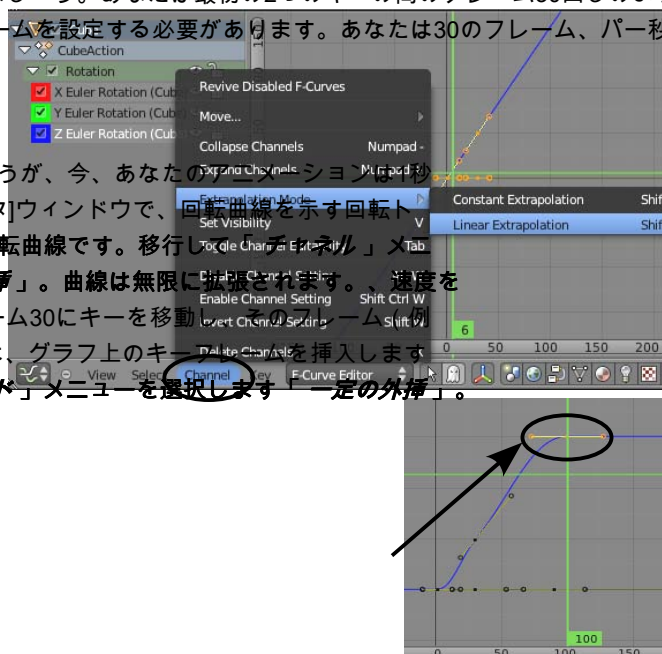 ームを設定する必要があります。あなたは30のフレーム、パー秒
CubeAction
Rotation
X Euler Rotation (Cub
Y Euler Rotation (Cub
Z Euler Rotation (Cub
Revive Disabled F-Curves
Move...
Collapse Channels Numpad -
Expand Channels Numpad
うが、今、あなたのアニメーションは1秒
Extrapolation Mode
Constant Extrapolation Shif
Linear Extrapolation Shif
]ウィンドウで、回転曲線を示す回転ト
Set Visibility V
転曲線です。移行して「チャネル」メニ
Toggle Channel Editability Tab
」。曲線は無限に拡張されます。、速度を
Enable Channel Setting Shift Ctrl W
ーム30にキーを移動し、そのフレーム(例
Invert Channel Setting Shift W
6
、グラフ上のキーフレームを挿入します
Delete Channels X
0 50 100 150 200
View Select Channel Key F-Curve Editor
ド」メニューを選択します「一定の外挿」。
100
0 50 100 150